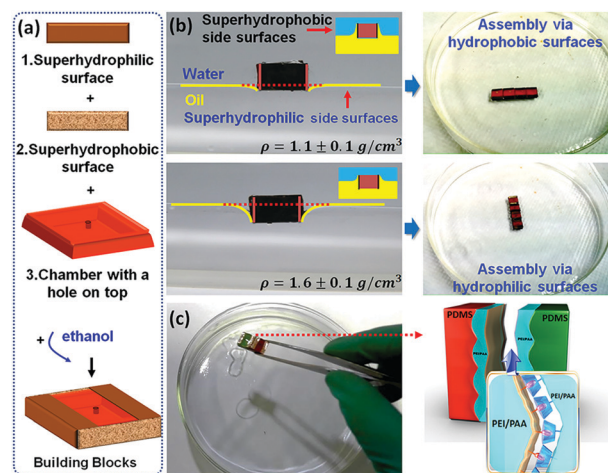 (a)
1.Superhydrophilic
surface
+
2.Superhydrophobic
surface
+
3.Chamber with a
hole on top
+ ethanol
Building Blocks
(b)
Superhydrophobic
side surfaces
Water
Oil
Superhydrophilic side surfaces
ρ = 1.1 ± 0.1 g/cm³
Assembly via
hydrophobic surfaces
ρ = 1.6 ± 0.1 g/cm³
Assembly via
hydrophilic surfaces
(c)
PDMS
PEI/PAA
PEI/PAA
PDMS
PEI/PAA
PEI/PAA